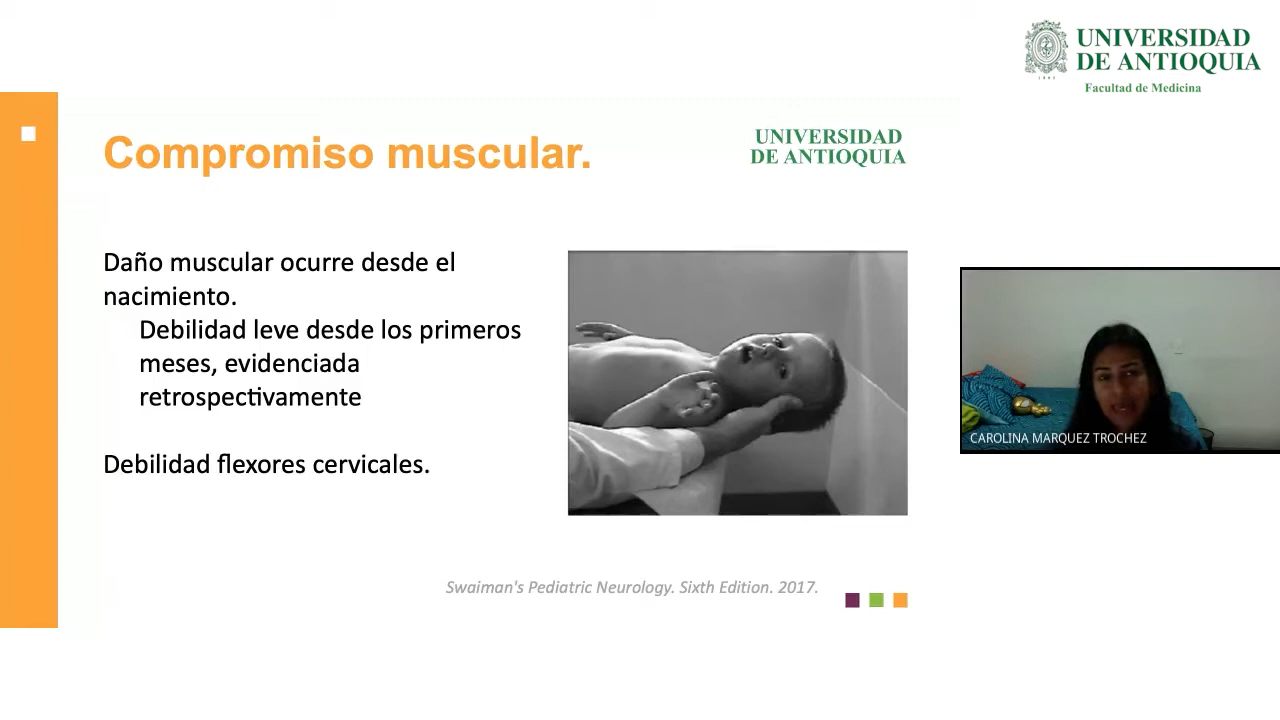 UNIVERSIDAD
DE ANTIOQUIA
1803
Facultad de Medicina
Compromiso muscular.
UNIVERSIDAD
DE ANTIOQUIA
Daño muscular ocurre desde el
nacimiento.
Debilidad leve desde los primeros
meses, evidenciada
retrospectivamente
Debilidad flexores cervicales.
CAROLINA MARQUEZ TROCHEZ
Swaiman's Pediatric Neurology. Sixth Edition. 2017.